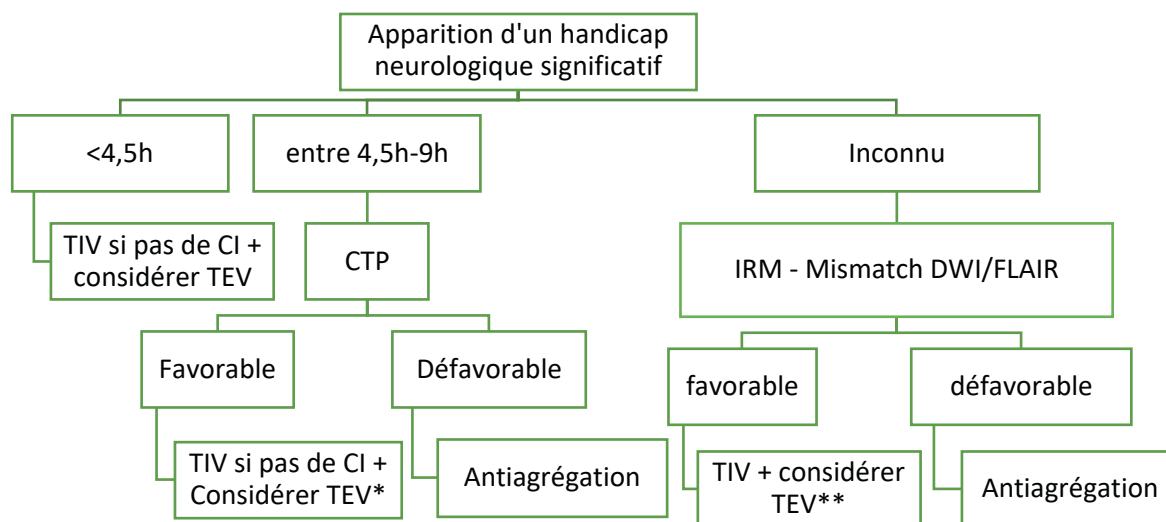 Apparition d'un handicap
neurologique significatif
<4,5h
entre 4,5h-9h
Inconnu
TIV si pas de CI +
considérer TEV
CTP
IRM - Mismatch DWI/FLAIR
Favorable
Défavorable
favorable
défavorable
TIV si pas de CI +
Considérer TEV*
Antiagrégation
TIV + considérer
TEV**
Antiagrégation